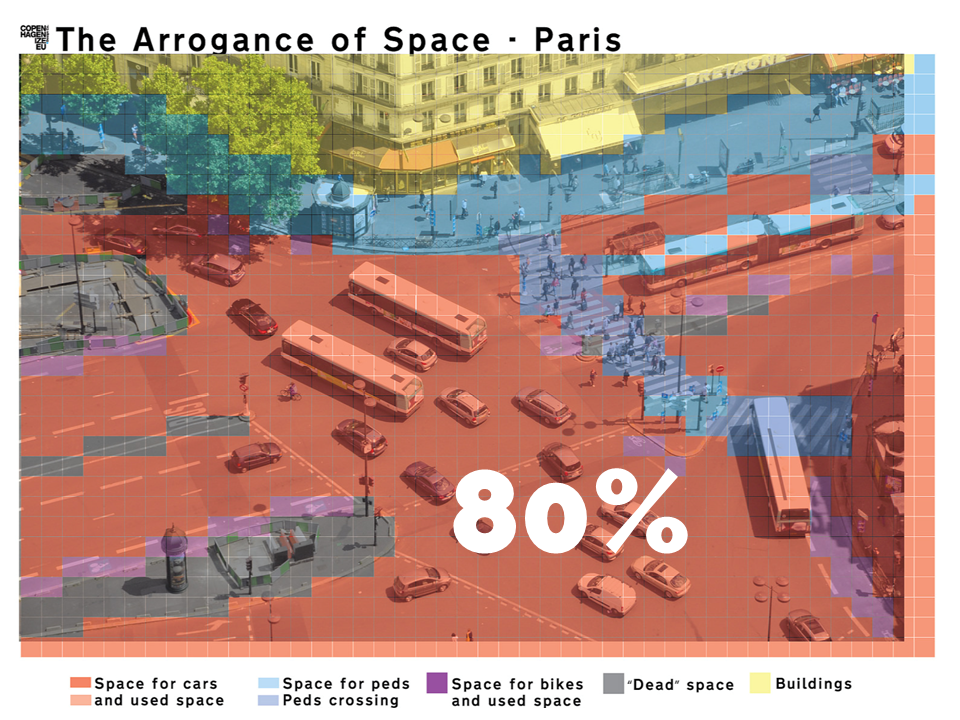 COPEN
HAGEN
IZE
EU
The Arrogance of Space - Paris
BRETAGNE
80%
Space for cars
and used space
Space for peds
Peds crossing
Space for bikes
and used space
"Dead" space
Buildings